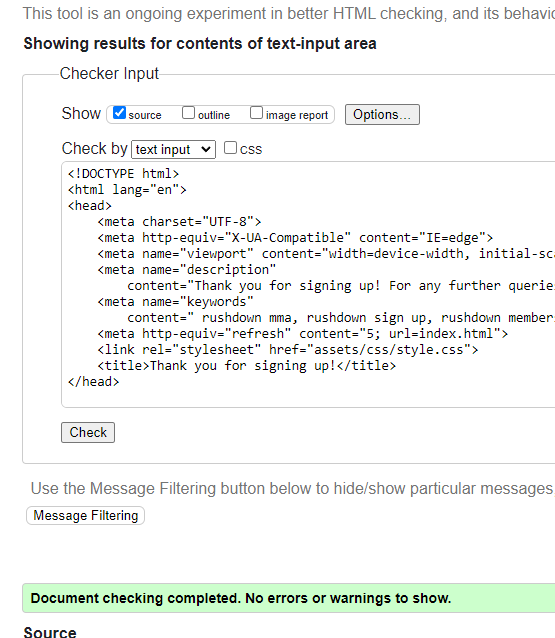 This tool is an ongoing experiment in better HTML checking, and its behavio
Showing results for contents of text-input area
Checker Input
Show source outline image report Options...
Check by text input css
<!DOCTYPE html>
<html lang="en">
<head>
    <meta charset="UTF-8">
    <meta http-equiv="X-UA-Compatible" content="IE=edge">
    <meta name="viewport" content="width=device-width, initial-sca
    <meta name="description"
        content="Thank you for signing up! For any further queries
    <meta name="keywords"
        content=" rushdown mma, rushdown sign up, rushdown members
    <meta http-equiv="refresh" content="5; url=index.html">
    <link rel="stylesheet" href="assets/css/style.css">
    <title>Thank you for signing up!</title>
</head>
Check
Use the Message Filtering button below to hide/show particular messages
Message Filtering
Document checking completed. No errors or warnings to show.
Source